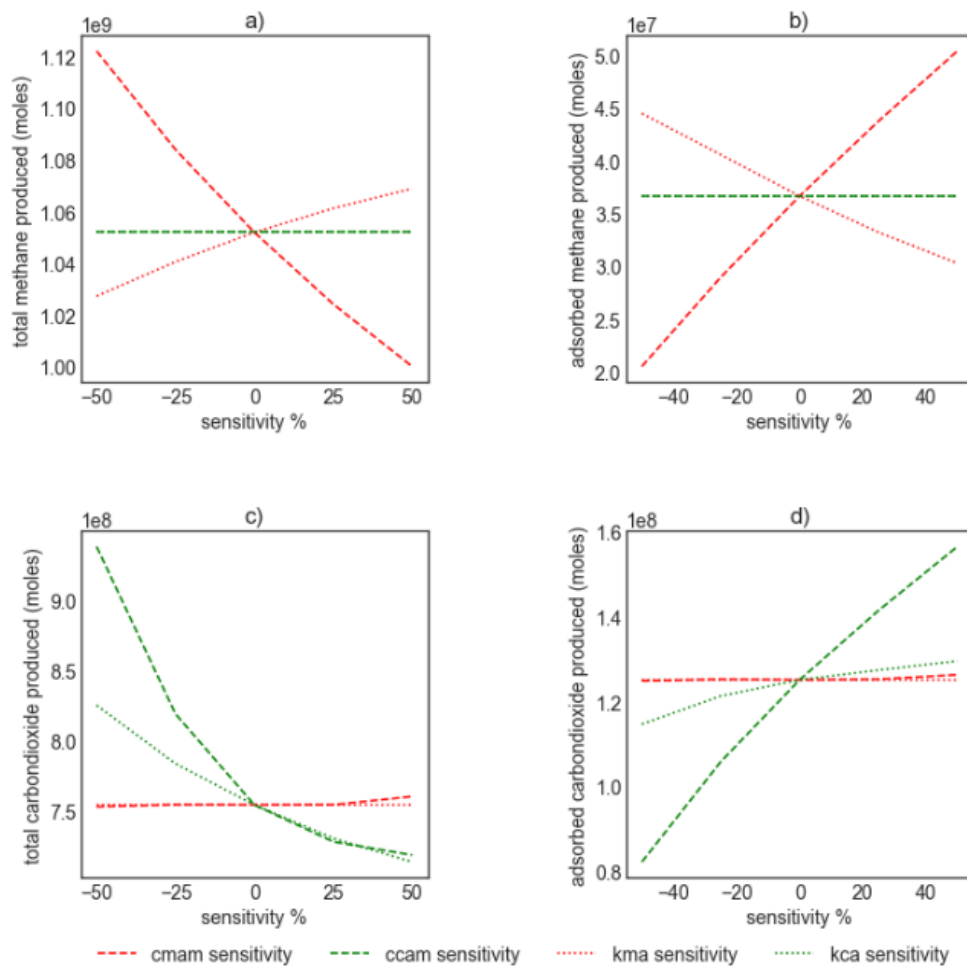 a)
1e9
total methane produced (moles)
1.12
1.10
1.08
1.06
1.04
1.02
1.00
−50 −25 0 25 50
sensitivity %
b)
1e7
adsorbed methane produced (moles)
5.0
4.5
4.0
3.5
3.0
2.5
2.0
−40 −20 0 20 40
sensitivity %
c)
1e8
total carbondioxide produced (moles)
9.0
8.5
8.0
7.5
−50 −25 0 25 50
sensitivity %
d)
1e8
adsorbed carbondioxide produced (moles)
1.6
1.4
1.2
1.0
0.8
−40 −20 0 20 40
sensitivity %
cmam sensitivity ccam sensitivity kma sensitivity kca sensitivity